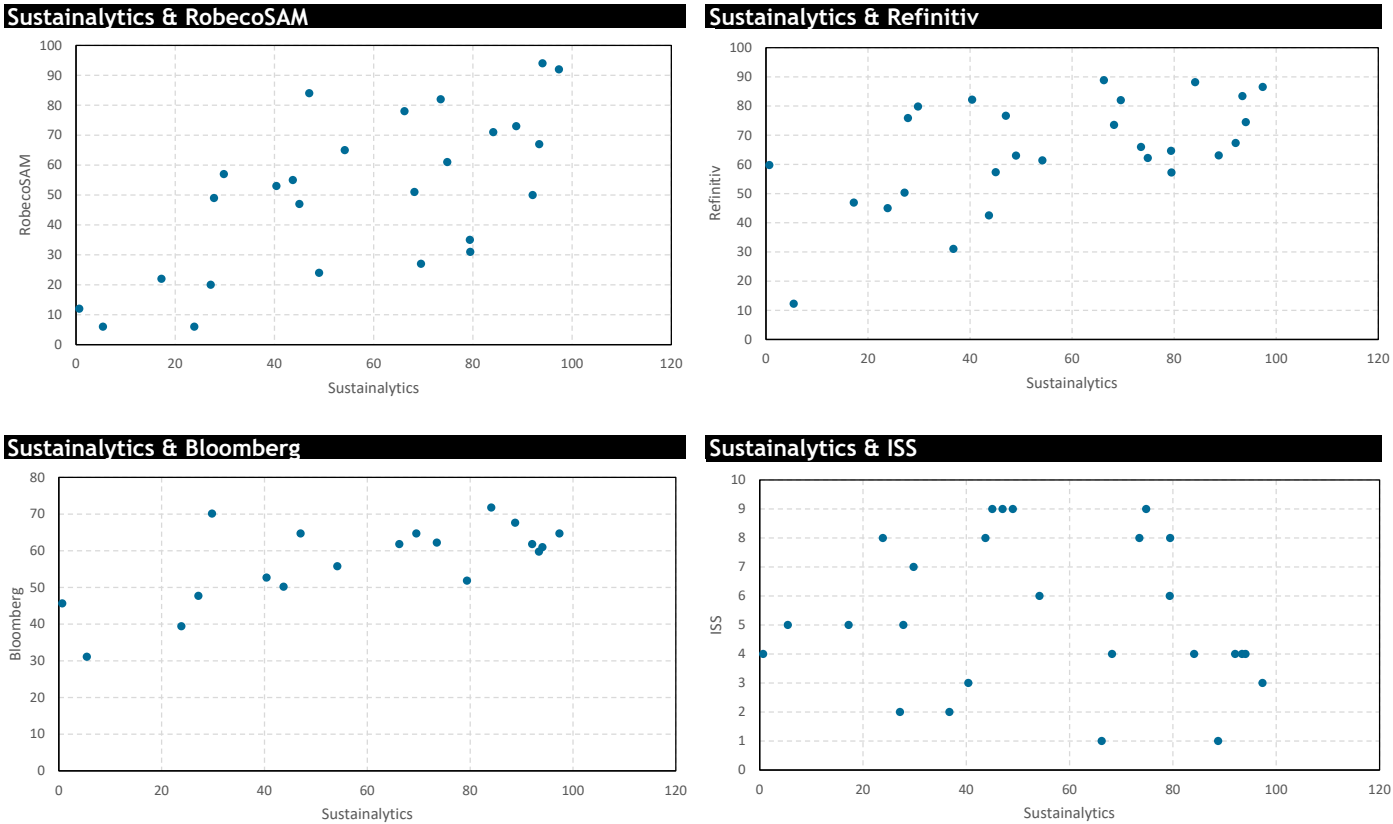 Sustainalytics & RobecoSAM
100
90
80
70
60
50
40
30
20
10
0
RobecoSAM
0 20 40 60 80 100 120
Sustainalytics
Sustainalytics & Refinitiv
100
90
80
70
60
50
40
30
20
10
0
Refinitiv
0 20 40 60 80 100 120
Sustainalytics
Sustainalytics & Bloomberg
80
70
60
50
40
30
20
10
0
Bloomberg
0 20 40 60 80 100 120
Sustainalytics
Sustainalytics & ISS
10
9
8
7
6
5
4
3
2
1
0
ISS
0 20 40 60 80 100 120
Sustainalytics